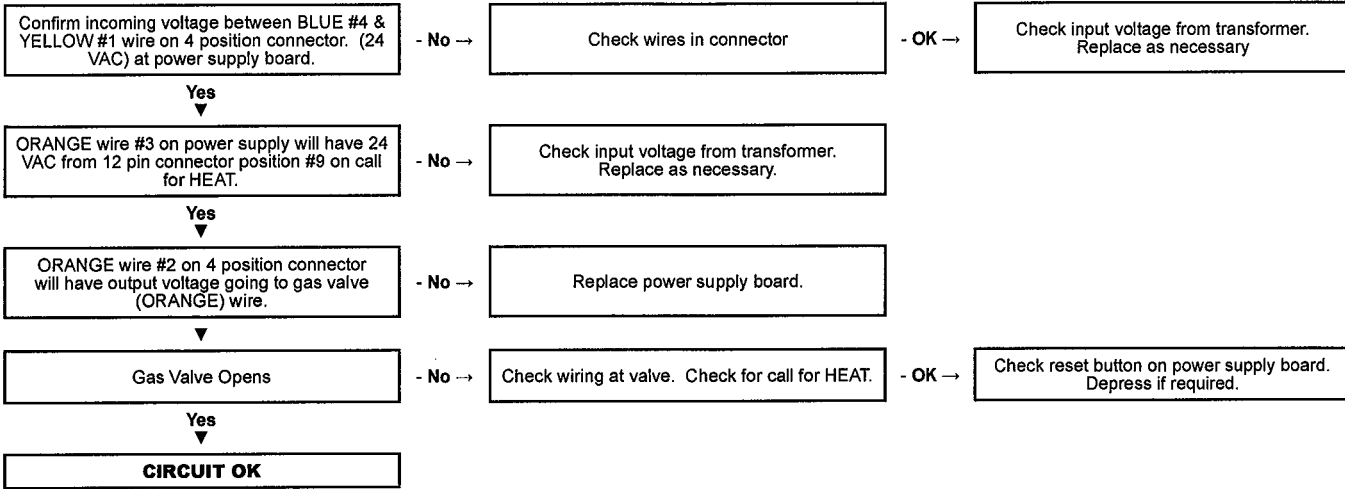 Confirm incoming voltage between BLUE #4 &
YELLOW #1 wire on 4 position connector. (24
VAC) at power supply board.
- No →
Check wires in connector
- OK →
Check input voltage from transformer.
Replace as necessary
Yes
ORANGE wire #3 on power supply will have 24
VAC from 12 pin connector position #9 on call
for HEAT.
- No →
Check input voltage from transformer.
Replace as necessary.
Yes
ORANGE wire #2 on 4 position connector
will have output voltage going to gas valve
(ORANGE) wire.
- No →
Replace power supply board.
Gas Valve Opens
- No →
Check wiring at valve. Check for call for HEAT.
- OK →
Check reset button on power supply board.
Depress if required.
Yes
CIRCUIT OK